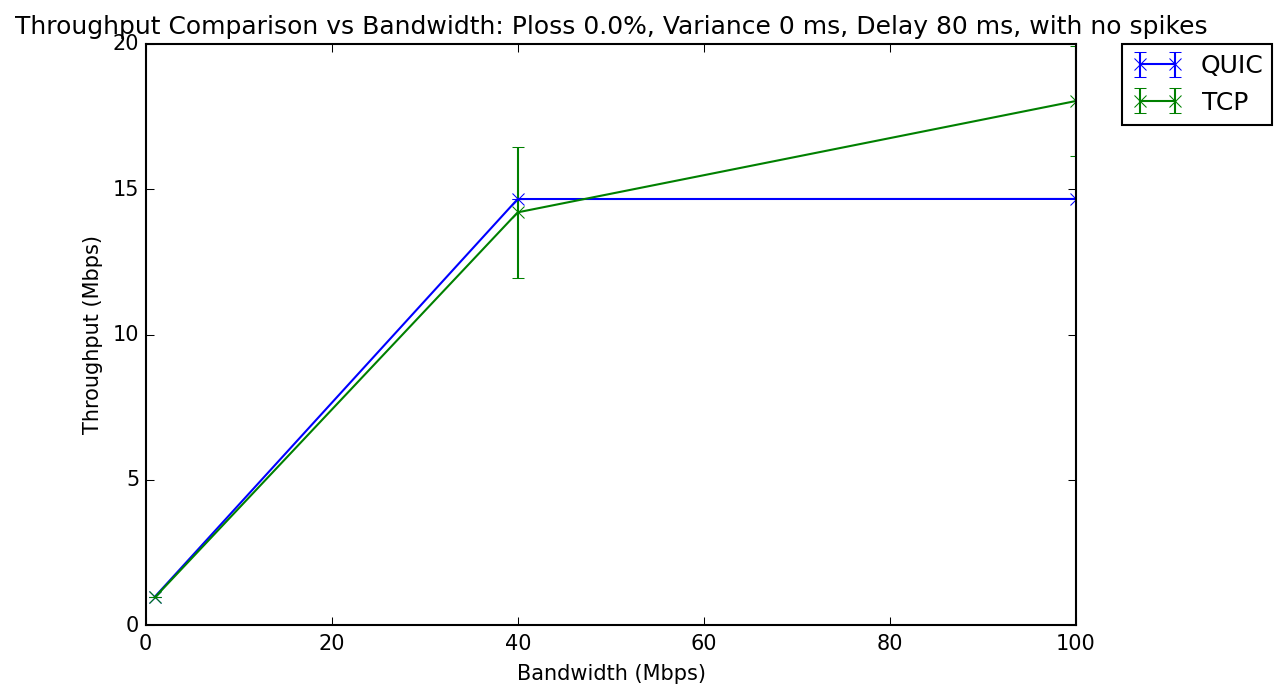 Throughput Comparison vs Bandwidth: Ploss 0.0%, Variance 0 ms, Delay 80 ms, with no spikes
QUIC
TCP
20
15
10
5
0
Throughput (Mbps)
0 20 40 60 80 100
Bandwidth (Mbps)